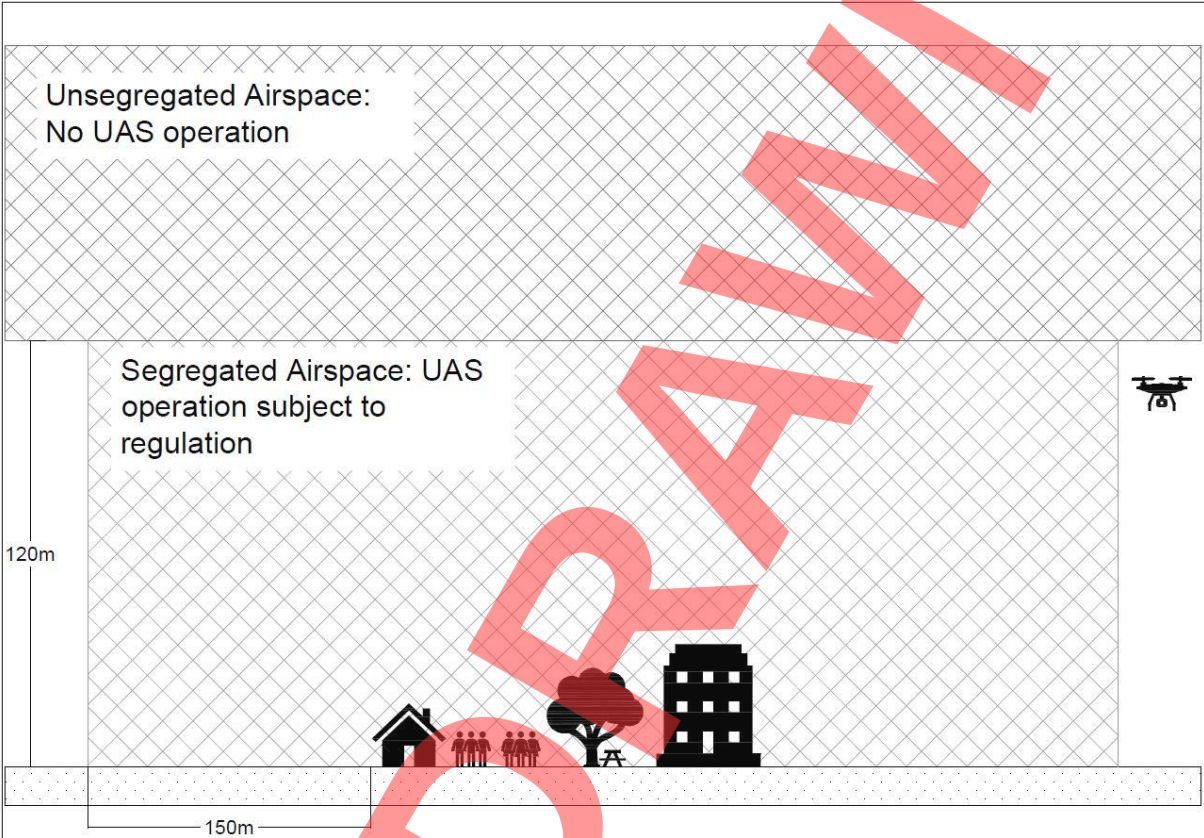 Unsegregated Airspace:
No UAS operation
Segregated Airspace: UAS
operation subject to
regulation
120m
150m
DRAW